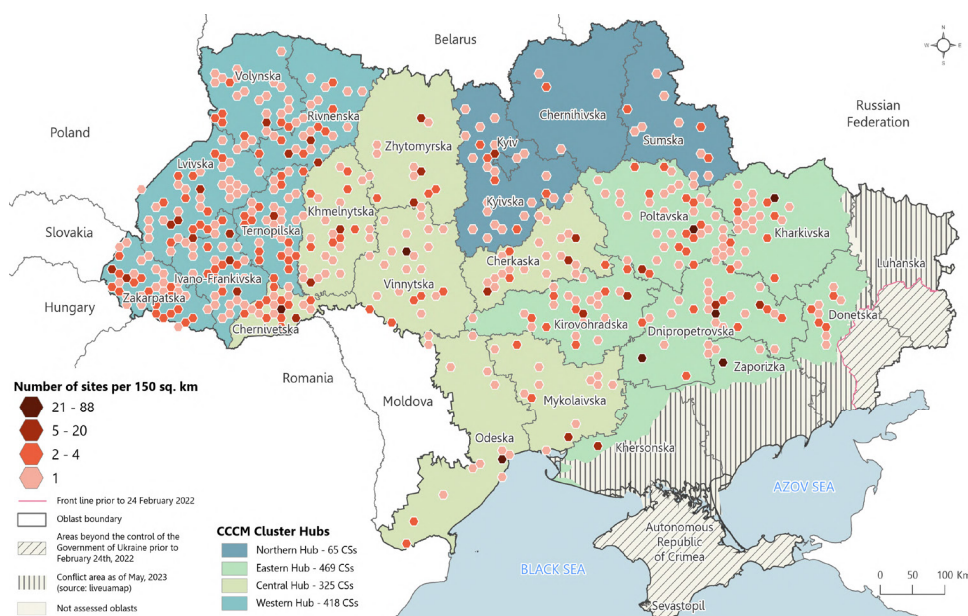 Belarus
N
W
E
S
Volynska
Rivnenska
Chernihivska
Russian
Federation
Poland
Kyiv
Sumska
Zhytomyrska
Lvivska
Kyivska
Khmelnytska
Poltavska
Ternopilska
Kharkivska
Slovakia
Cherkaska
Luhanska
Ivano-Frankivska
Vinnytska
Zakarpatska
Hungary
Kirovohradska
Donetska
Chernivetska
Dnipropetrovska
Zaporizka
Romania
Moldova
Mykolaivska
Odeska
Khersonska
AZOV SEA
Autonomous
Republic
of Crimea
BLACK SEA
Sevastopil
Number of sites per 150 sq. km
21 - 88
5 - 20
2 - 4
1
Front line prior to 24 February 2022
Oblast boundary
Areas beyond the control of the
Government of Ukraine prior to
February 24th, 2022
Conflict area as of May, 2023
(source: liveuamap)
Not assessed oblasts
CCCM Cluster Hubs
Northern Hub - 65 CSs
Eastern Hub - 469 CSs
Central Hub - 325 CSs
Western Hub - 418 CSs
0 50 100 Km